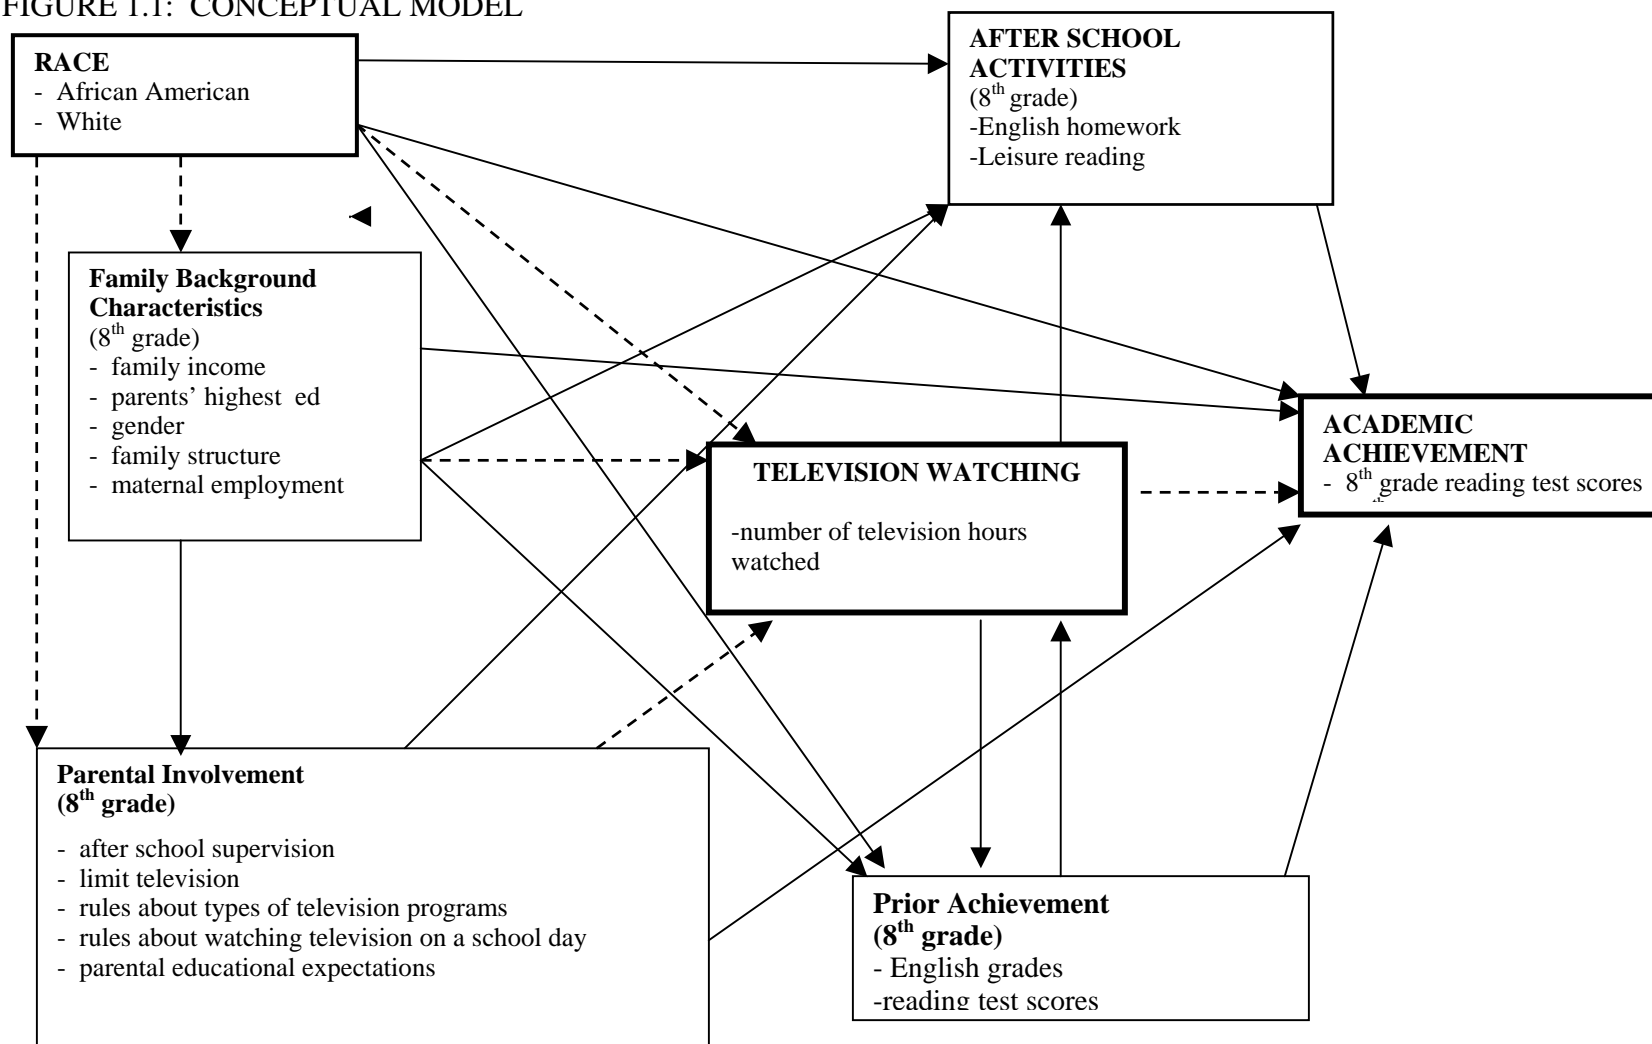 FIGURE 1.1:  CONCEPTUAL MODEL
RACE
- African American
- White
AFTER SCHOOL
ACTIVITIES
(8th grade)
-English homework
-Leisure reading
Family Background
Characteristics
(8th grade)
- family income
- parents’ highest  ed
- gender
- family structure
- maternal employment
TELEVISION WATCHING
-number of television hours
watched
ACADEMIC
ACHIEVEMENT
- 8th grade reading test scores
Parental Involvement
(8th grade)
- after school supervision
- limit television
- rules about types of television programs
- rules about watching television on a school day
- parental educational expectations
Prior Achievement
(8th grade)
- English grades
-reading test scores